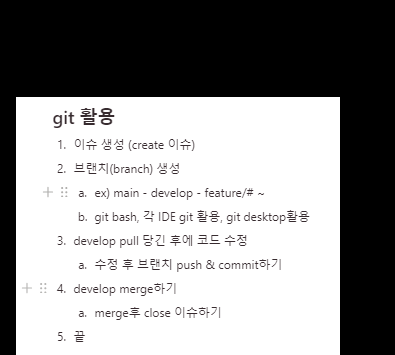 git 활용
1. 이슈 생성 (create 이슈)
2. 브랜치(branch) 생성
a. ex) main - develop - feature/# ~
b. git bash, 각 IDE git 활용, git desktop활용
3. develop pull 당긴 후에 코드 수정
a. 수정 후 브랜치 push & commit하기
4. develop merge하기
a. merge후 close 이슈하기
5. 끝